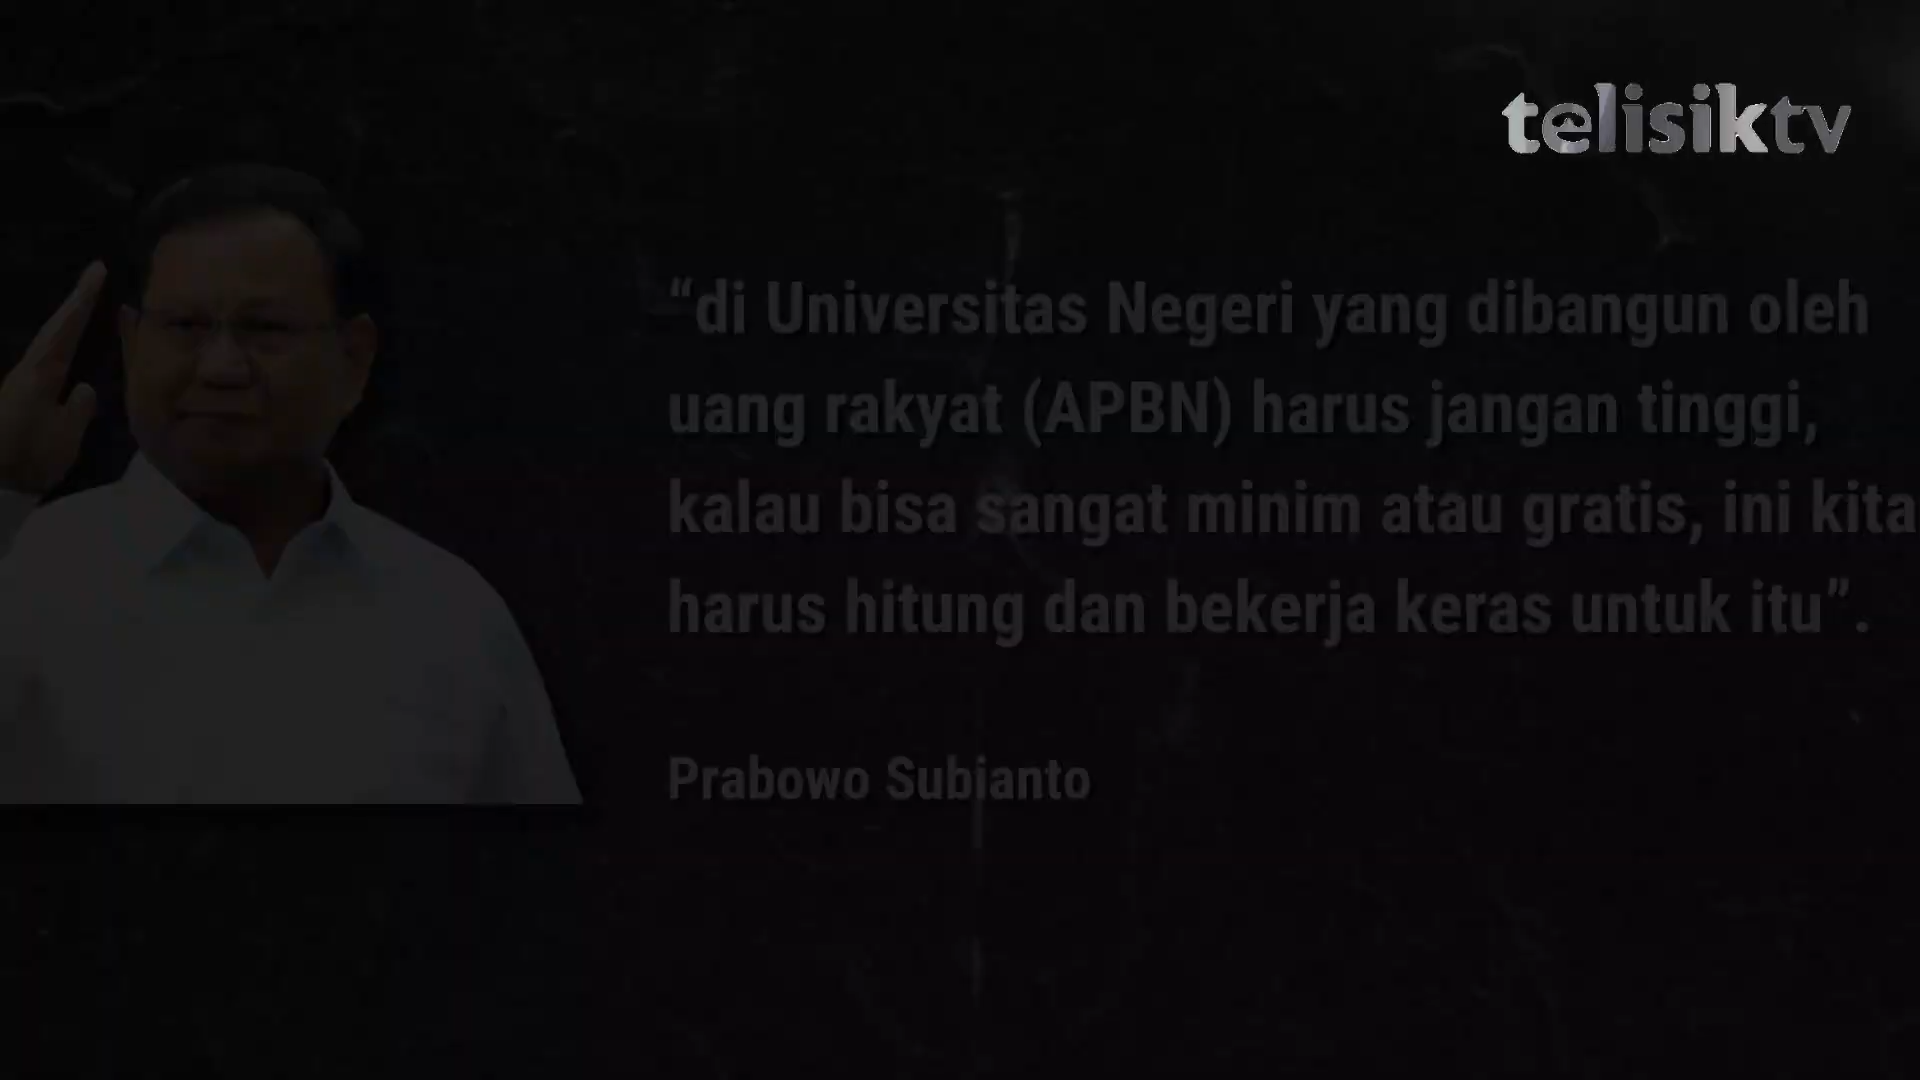 telisiktv
“di Universitas Negeri yang dibangun oleh
uang rakyat (APBN) harus jangan tinggi,
kalau bisa sangat minim atau gratis, ini kita
harus hitung dan bekerja keras untuk itu”.
Prabowo Subianto